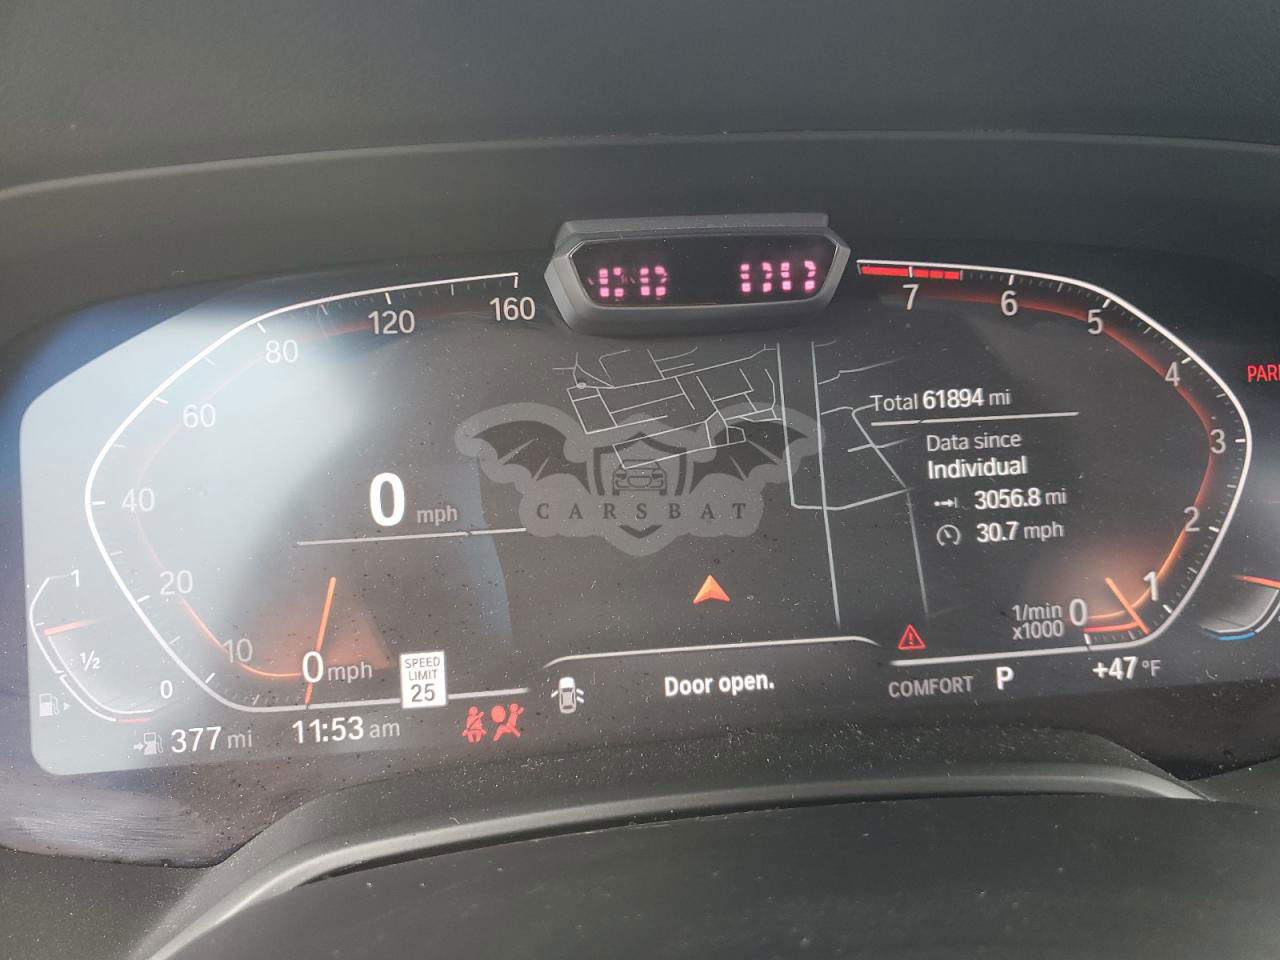 160
120
80
60
40
20
10
0 mph
0 mph
1
½
0
377 mi
11:53 am
SPEED
LIMIT
25
CARSBAT
Door open.
7
6
5
4
3
2
1
0
1/min
x1000
Total 61894 mi
Data since
Individual
3056.8 mi
30.7 mph
COMFORT P
+47 °F